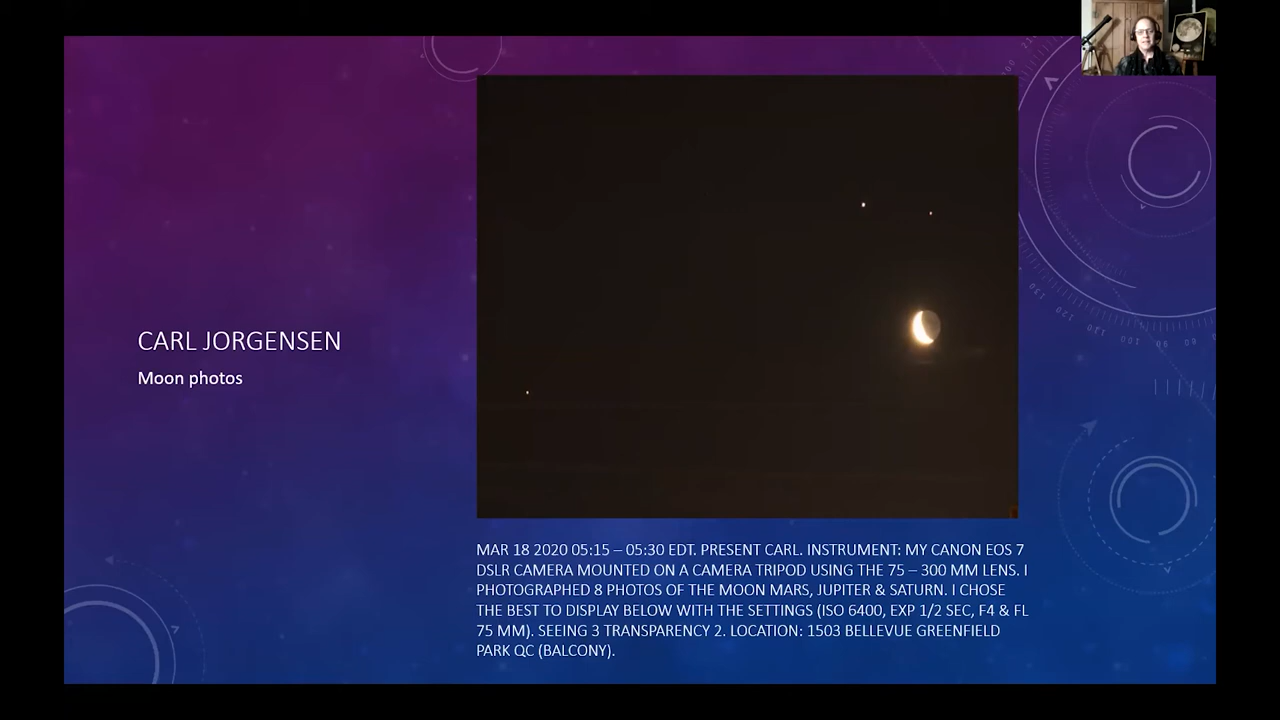 CARL JORGENSEN
Moon photos
MAR 18 2020 05:15 – 05:30 EDT. PRESENT CARL. INSTRUMENT: MY CANON EOS 7
DSLR CAMERA MOUNTED ON A CAMERA TRIPOD USING THE 75 – 300 MM LENS. I
PHOTOGRAPHED 8 PHOTOS OF THE MOON MARS, JUPITER & SATURN. I CHOSE
THE BEST TO DISPLAY BELOW WITH THE SETTINGS (ISO 6400, EXP 1/2 SEC, F4 & FL
75 MM). SEEING 3 TRANSPARENCY 2. LOCATION: 1503 BELLEVUE GREENFIELD
PARK QC (BALCONY).